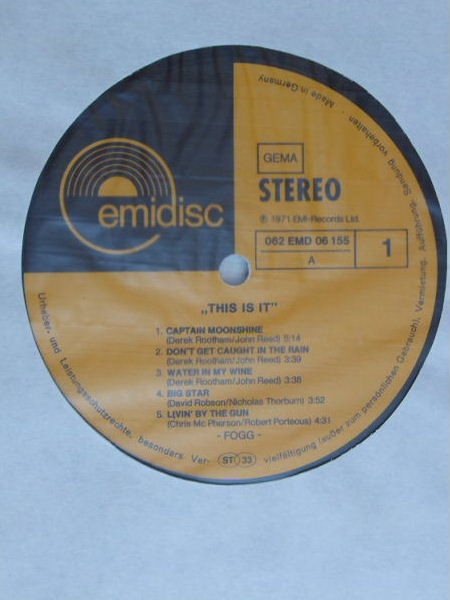 emidisc
GEMA
STEREO
℗ 1971 EMI-Records Ltd.
062 EMD 06 155
A
1
„THIS IS IT"
1. CAPTAIN MOONSHINE
(Derek Rootham/John Reed) 5:14
2. DON'T GET CAUGHT IN THE RAIN
(Derek Rootham/John Reed) 3:39
3. WATER IN MY WINE
(Derek Rootham/John Reed) 3:38
4. BIG STAR
(David Robson/Nicholas Thorburn) 3:52
5. LIVIN' BY THE GUN
(Chris Mc Pherson/Robert Porteous) 4:31
- FOGG -
ST 33
Urheber- und Leistungsschutzrechte, besonders Ver- vielfältigung (außer zum persönlichen Gebrauch), Vermietung, Aufführung, Sendung vorbehalten · Made in Germany